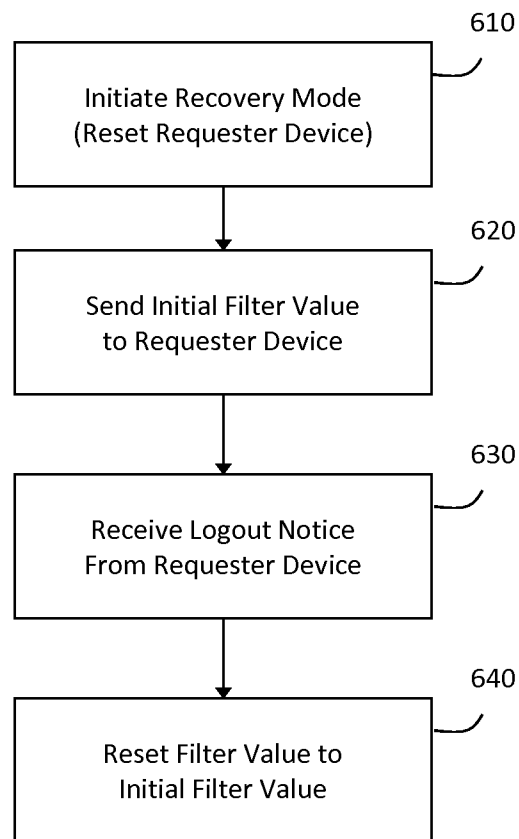 610
Initiate Recovery Mode
(Reset Requester Device)
620
Send Initial Filter Value
to Requester Device
630
Receive Logout Notice
From Requester Device
640
Reset Filter Value to
Initial Filter Value